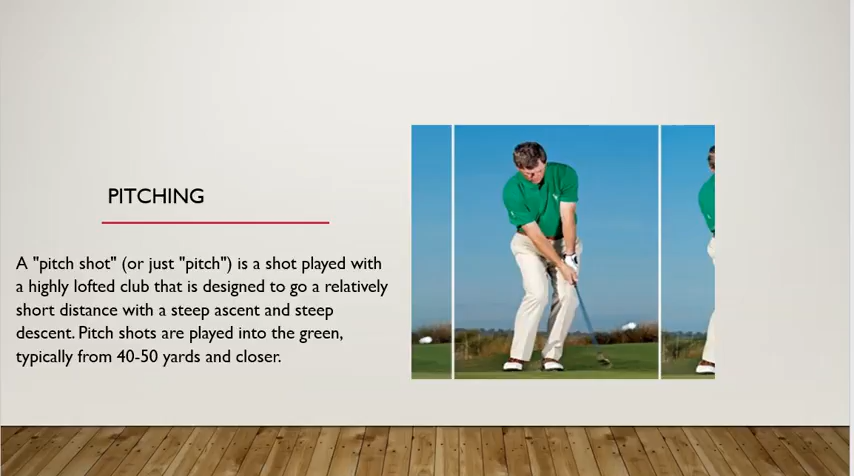 PITCHING
A "pitch shot" (or just "pitch") is a shot played with
a highly lofted club that is designed to go a relatively
short distance with a steep ascent and steep
descent. Pitch shots are played into the green,
typically from 40-50 yards and closer.